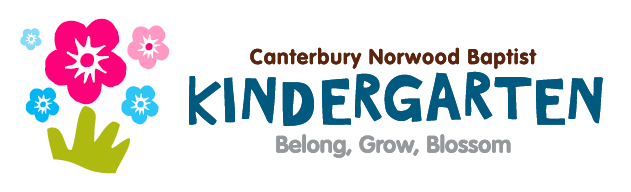 Canterbury Norwood Baptist
KINDERGARTEN
Belong, Grow, Blossom